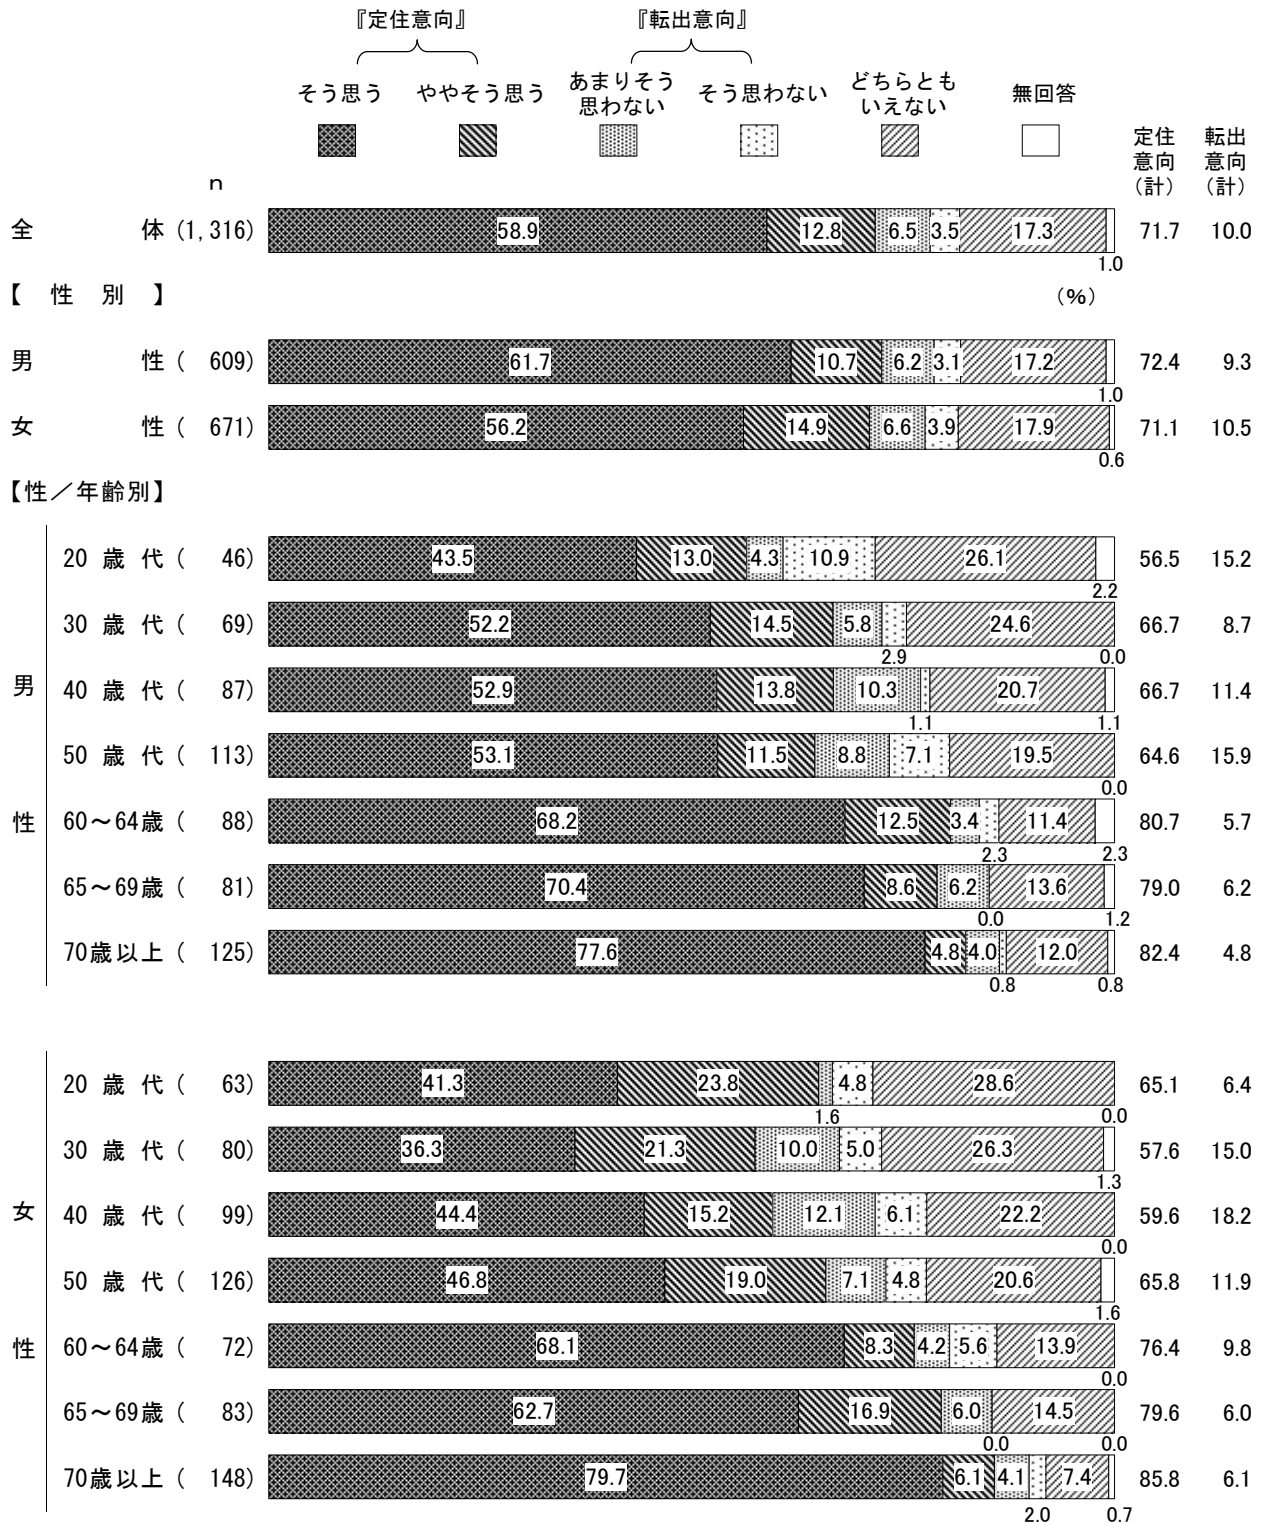 『定住意向』 『転出意向』
そう思う ややそう思う あまりそう思わない そう思わない どちらともいえない 無回答
定住意向（計） 転出意向（計）
n
全体 (1,316) 58.9 12.8 6.5 3.5 17.3 71.7 10.0
1.0
【性別】 （％）
男性 ( 609) 61.7 10.7 6.2 3.1 17.2 72.4 9.3
1.0
女性 ( 671) 56.2 14.9 6.6 3.9 17.9 71.1 10.5
0.6
【性／年齢別】
男性
20歳代 ( 46) 43.5 13.0 4.3 10.9 26.1 56.5 15.2
2.2
30歳代 ( 69) 52.2 14.5 5.8 24.6 66.7 8.7
2.9 0.0
40歳代 ( 87) 52.9 13.8 10.3 20.7 66.7 11.4
1.1 1.1
50歳代 ( 113) 53.1 11.5 8.8 7.1 19.5 64.6 15.9
0.0
60～64歳 ( 88) 68.2 12.5 3.4 11.4 80.7 5.7
2.3 2.3
65～69歳 ( 81) 70.4 8.6 6.2 13.6 79.0 6.2
0.0 1.2
70歳以上 ( 125) 77.6 4.8 4.0 12.0 82.4 4.8
0.8 0.8
女性
20歳代 ( 63) 41.3 23.8 4.8 28.6 65.1 6.4
1.6 0.0
30歳代 ( 80) 36.3 21.3 10.0 5.0 26.3 57.6 15.0
1.3
40歳代 ( 99) 44.4 15.2 12.1 6.1 22.2 59.6 18.2
0.0
50歳代 ( 126) 46.8 19.0 7.1 4.8 20.6 65.8 11.9
1.6
60～64歳 ( 72) 68.1 8.3 4.2 5.6 13.9 76.4 9.8
0.0
65～69歳 ( 83) 62.7 16.9 6.0 14.5 79.6 6.0
0.0 0.0
70歳以上 ( 148) 79.7 6.1 4.1 7.4 85.8 6.1
2.0 0.7